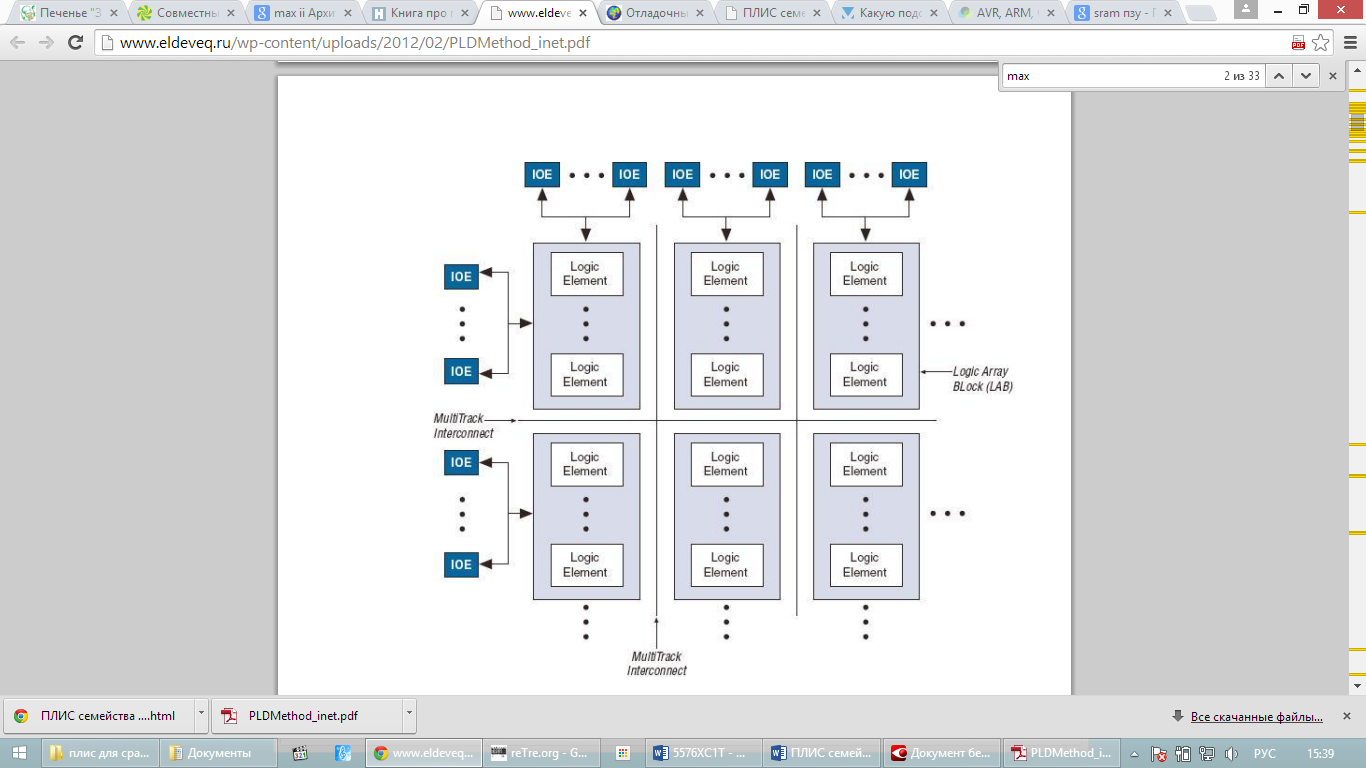 Печенье "З
Совместны
max ii Архи
Книга про
www.eldeve
Отладочны
ПЛИС семе
Какую подо
AVR, ARM,
sram пзу -
www.eldeveq.ru/wp-content/uploads/2012/02/PLDMethod_inet.pdf
max
2 из 33
IOE IOE IOE IOE IOE IOE
IOE
Logic
Element
Logic
Element
Logic
Element
IOE
Logic
Element
Logic
Element
Logic
Element
Logic Array
BLock (LAB)
MultiTrack
Interconnect
IOE
Logic
Element
Logic
Element
Logic
Element
IOE
Logic
Element
Logic
Element
Logic
Element
MultiTrack
Interconnect
ПЛИС семейства ....html
PLDMethod_inet.pdf
Все скачанные файлы...
плис для сра...
Документы
www.eldeveq...
reTre.org - G...
5576ХС1Т - ...
ПЛИС семей...
Документ бе...
PLDMethod_i...
РУС
15:39